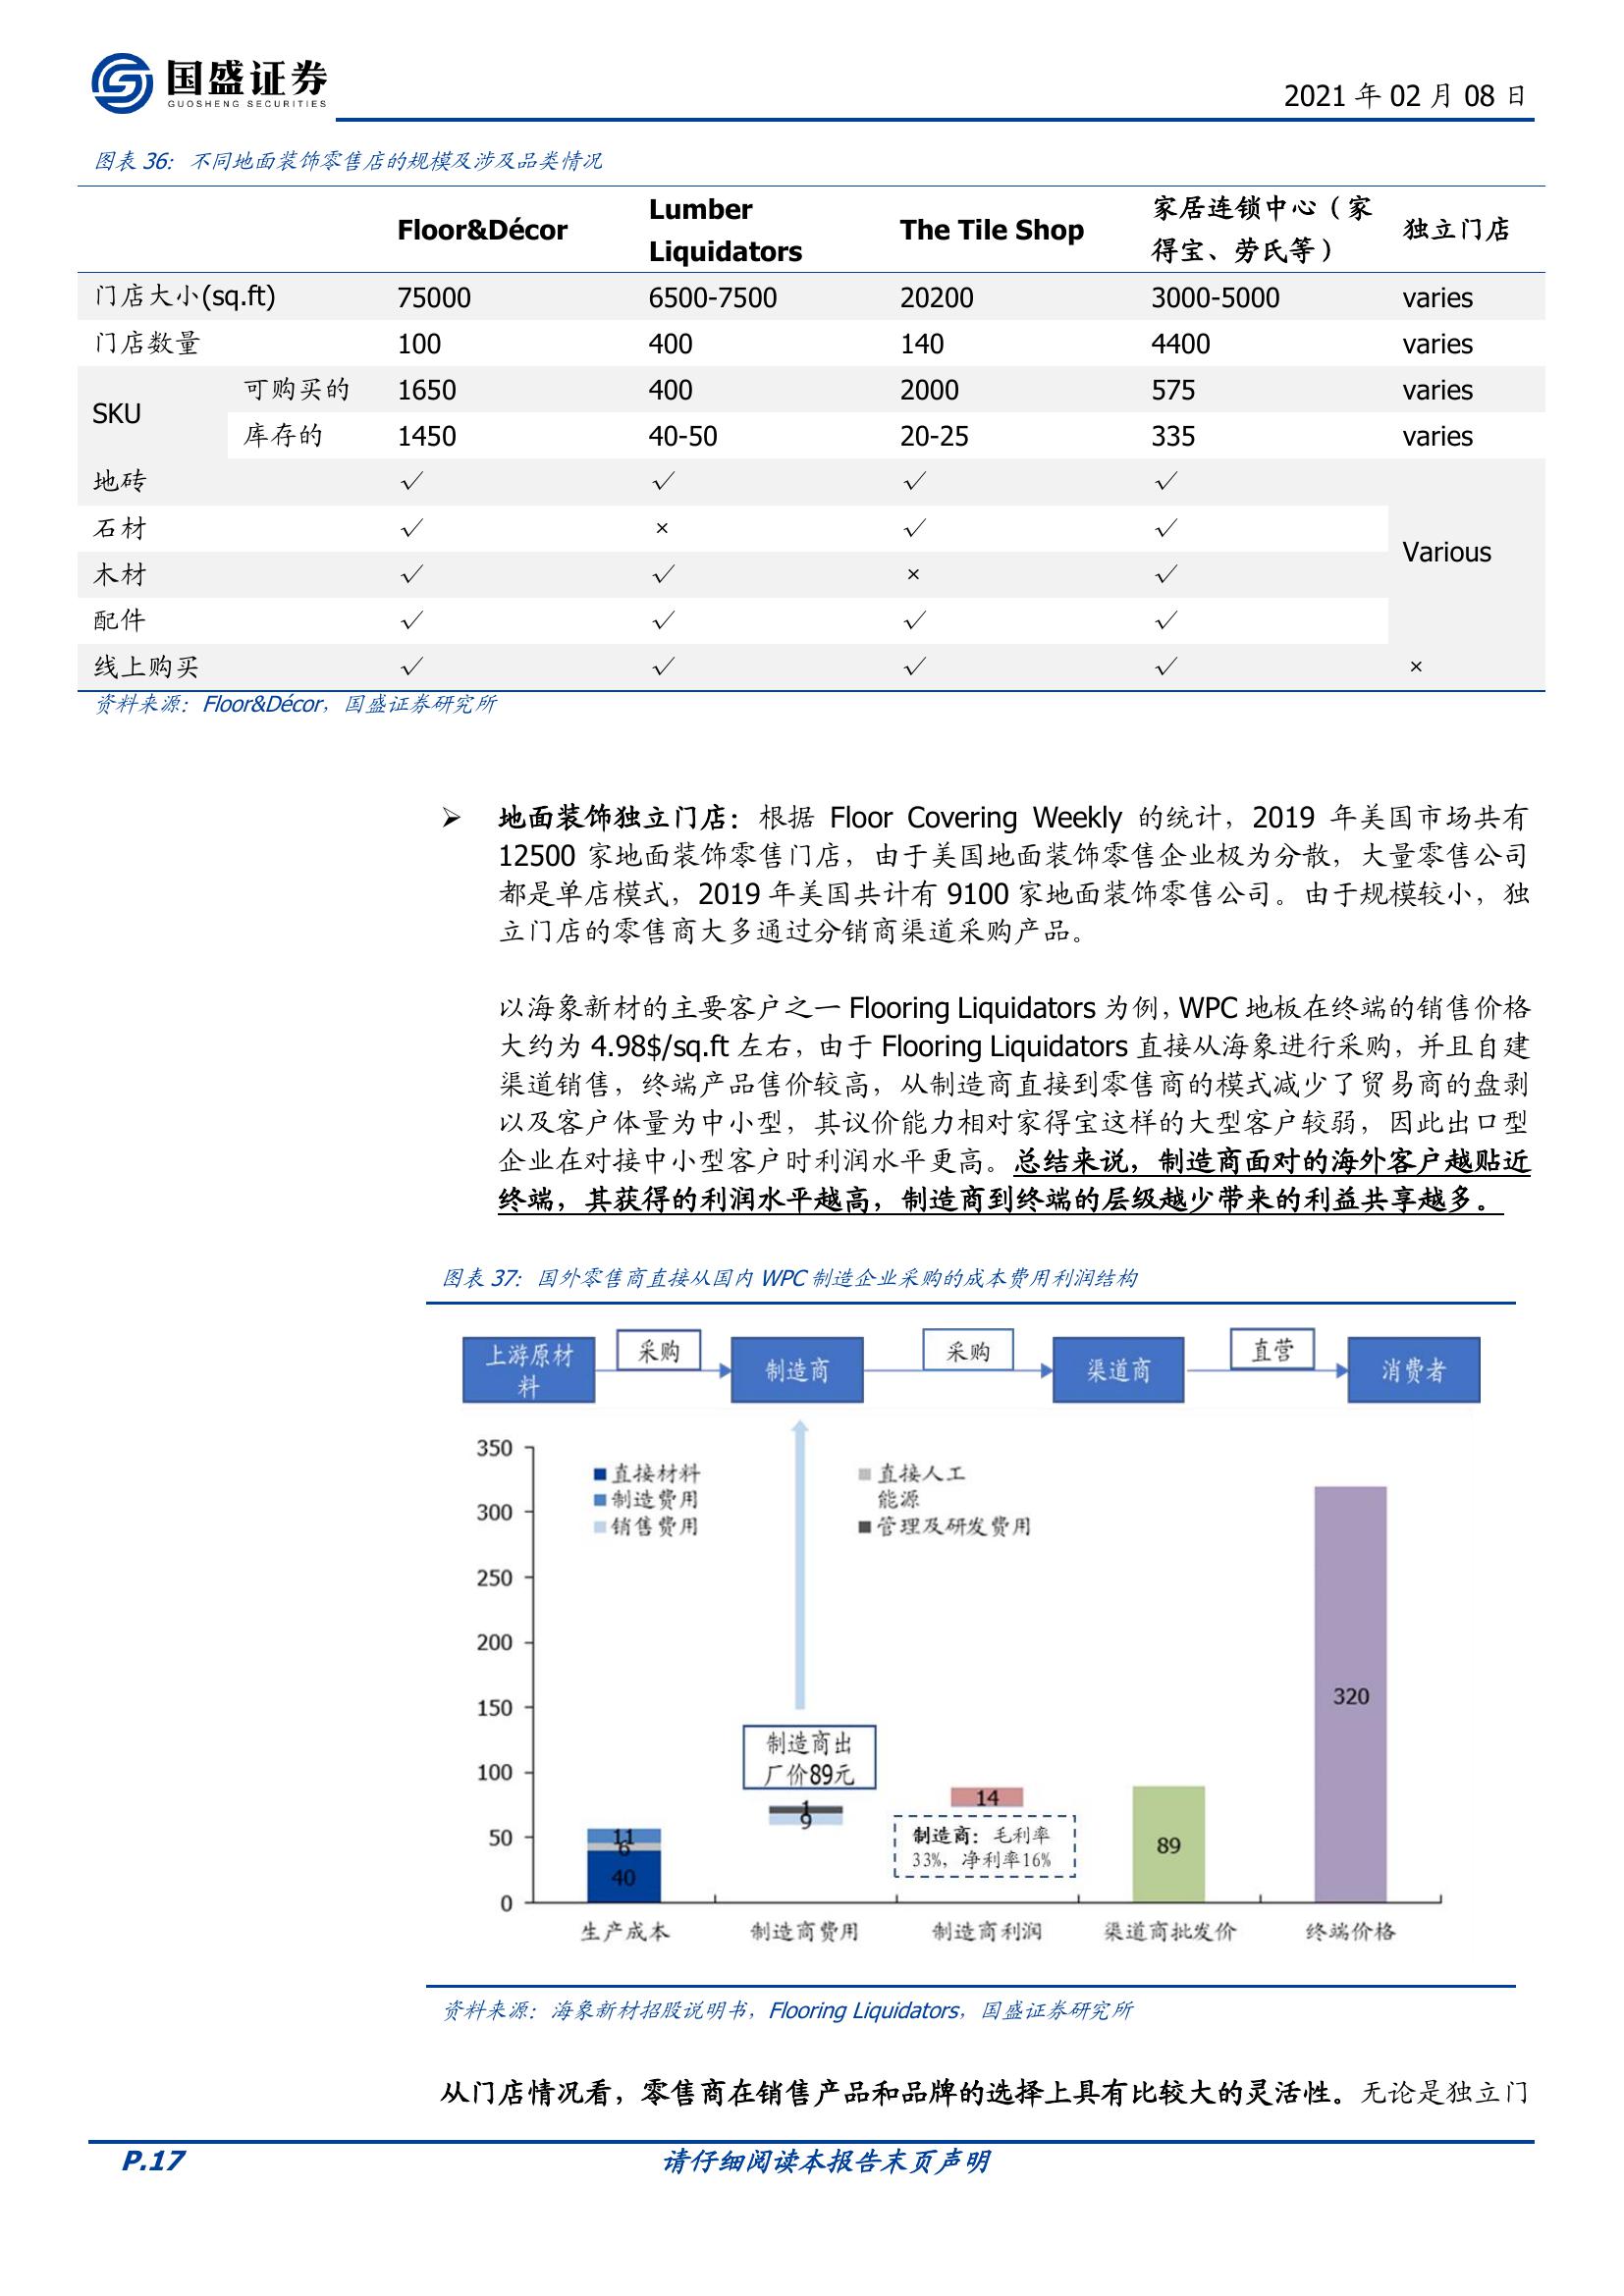 国盛证券
GUOSHENG SECURITIES
2021 年 02 月 08 日
图表 36：不同地面装饰零售店的规模及涉及品类情况
Floor&Décor Lumber Liquidators The Tile Shop 家居连锁中心（家得宝、劳氏等） 独立门店
门店大小(sq.ft) 75000 6500-7500 20200 3000-5000 varies
门店数量 100 400 140 4400 varies
SKU 可购买的 1650 400 2000 575 varies
库存的 1450 40-50 20-25 335 varies
地砖 √ √ √ √ Various
石材 √ × √ √
木材 √ √ × √
配件 √ √ √ √
线上购买 √ √ √ √ ×
资料来源：Floor&Décor，国盛证券研究所
➢ 地面装饰独立门店：根据 Floor Covering Weekly 的统计，2019 年美国市场共有
12500 家地面装饰零售门店，由于美国地面装饰零售企业极为分散，大量零售公司
都是单店模式，2019 年美国共计有 9100 家地面装饰零售公司。由于规模较小，独
立门店的零售商大多通过分销商渠道采购产品。
以海象新材的主要客户之一 Flooring Liquidators 为例，WPC 地板在终端的销售价格
大约为 4.98$/sq.ft 左右，由于 Flooring Liquidators 直接从海象进行采购，并且自建
渠道销售，终端产品售价较高，从制造商直接到零售商的模式减少了贸易商的盘剥
以及客户体量为中小型，其议价能力相对家得宝这样的大型客户较弱，因此出口型
企业在对接中小型客户时利润水平更高。总结来说，制造商面对的海外客户越贴近
终端，其获得的利润水平越高，制造商到终端的层级越少带来的利益共享越多。
图表 37：国外零售商直接从国内 WPC 制造企业采购的成本费用利润结构
上游原材料 采购 制造商 采购 渠道商 直营 消费者
350
300
250
200
150
100
50
0
直接材料 直接人工
制造费用 能源
销售费用 管理及研发费用
制造商出
厂价89元
11
6
40
1
9
14
制造商：毛利率
33%，净利率16%
89
320
生产成本 制造商费用 制造商利润 渠道商批发价 终端价格
资料来源：海象新材招股说明书，Flooring Liquidators，国盛证券研究所
从门店情况看，零售商在销售产品和品牌的选择上具有比较大的灵活性。无论是独立门
P.17 请仔细阅读本报告末页声明